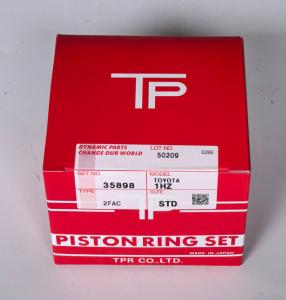 TP
DYNAMIC PARTS
CHANGE OUR WORLD
LOT NO
50209
SET NO
35898
MODEL
TOYOTA
1HZ
TYPE
2FAC
SIZE
STD
TP
PISTON RING SET
MADE IN JAPAN
TPR CO.,LTD.